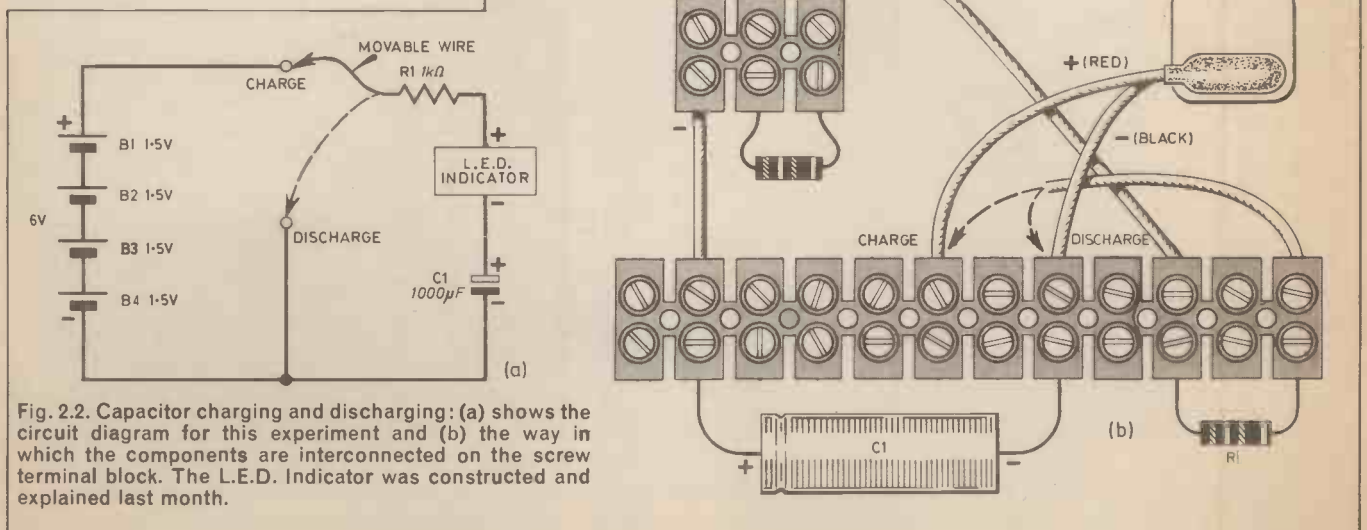 MOVABLE WIRE
R1 1kΩ
CHARGE
+
B1 1·5V
B2 1·5V
6V
B3 1·5V
B4 1·5V
-
+
L.E.D.
INDICATOR
-
DISCHARGE
+
C1
1000µF
-
(a)
Fig. 2.2. Capacitor charging and discharging: (a) shows the
circuit diagram for this experiment and (b) the way in
which the components are interconnected on the screw
terminal block. The L.E.D. Indicator was constructed and
explained last month.
+(RED)
-
-(BLACK)
CHARGE
DISCHARGE
C1
+
-
(b)
R1